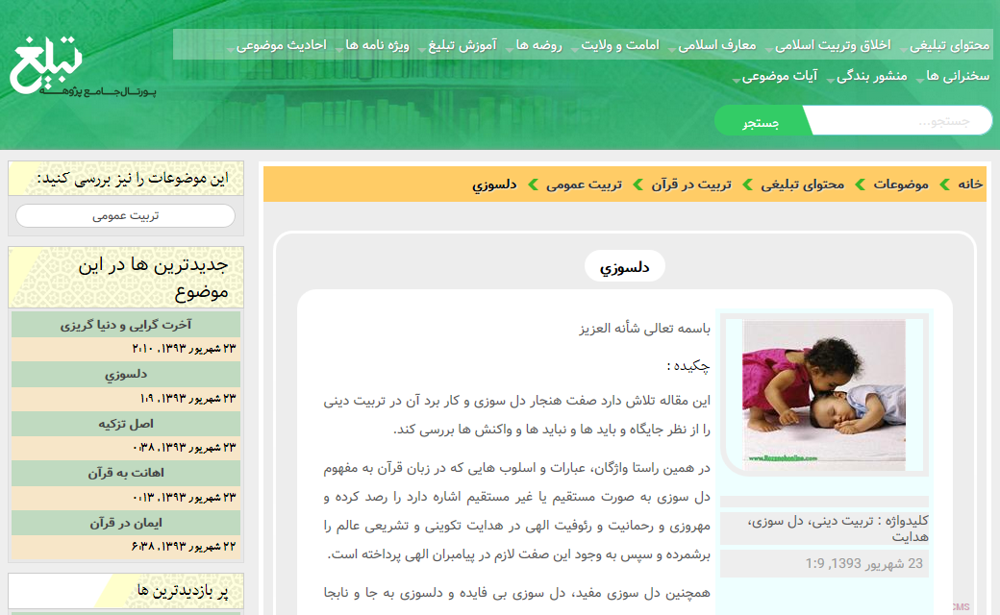 تبلیغ
پورتال جامع پژوهه
محتوای تبلیغی اخلاق وتربیت اسلامی معارف اسلامی امامت و ولایت روضه ها آموزش تبلیغ ویژه نامه ها احادیث موضوعی
سخنرانی ها منشور بندگی آیات موضوعی
جستجو...
جستجر
خانه موضوعات محتوای تبلیغی تربیت در قرآن تربیت عمومی دلسوزي
دلسوزي
باسمه تعالی شأنه العزیز
چکیده :
این مقاله تلاش دارد صفت هنجار دل سوزی و کار برد آن در تربیت دینی
را از نظر جایگاه و باید ها و نباید ها و واکنش ها بررسی کند.
در همین راستا واژگان، عبارات و اسلوب هایی که در زبان قرآن به مفهوم
دل سوزی به صورت مستقیم یا غیر مستقیم اشاره دارد را رصد کرده و
مهروزی و رحمانیت و رئوفیت الهی در هدایت تکوینی و تشریعی عالم را
برشمرده و سپس به وجود این صفت لازم در پیامبران الهی پرداخته است.
همچنین دل سوزی مفید، دل سوزی بی فایده و دلسوزی به جا و نابجا
کلیدواژه : تربیت دینی، دل سوزی،
هدایت
23 شهریور 1393, 1:9
CMS
این موضوعات را نیز بررسی کنید:
تربیت عمومی
جدیدترین ها در این
موضوع
آخرت گرایی و دنیا گریزی
۲۳ شهریور ۱۳۹۳, ۲:۱۰
دلسوزي
۲۳ شهریور ۱۳۹۳, ۱:۹
اصل تزکیه
۲۳ شهریور ۱۳۹۳, ۰:۳۸
اهانت به قرآن
۲۳ شهریور ۱۳۹۳, ۰:۱۳
ایمان در قرآن
۲۲ شهریور ۱۳۹۳, ۶:۳۸
پر بازدیدترین ها